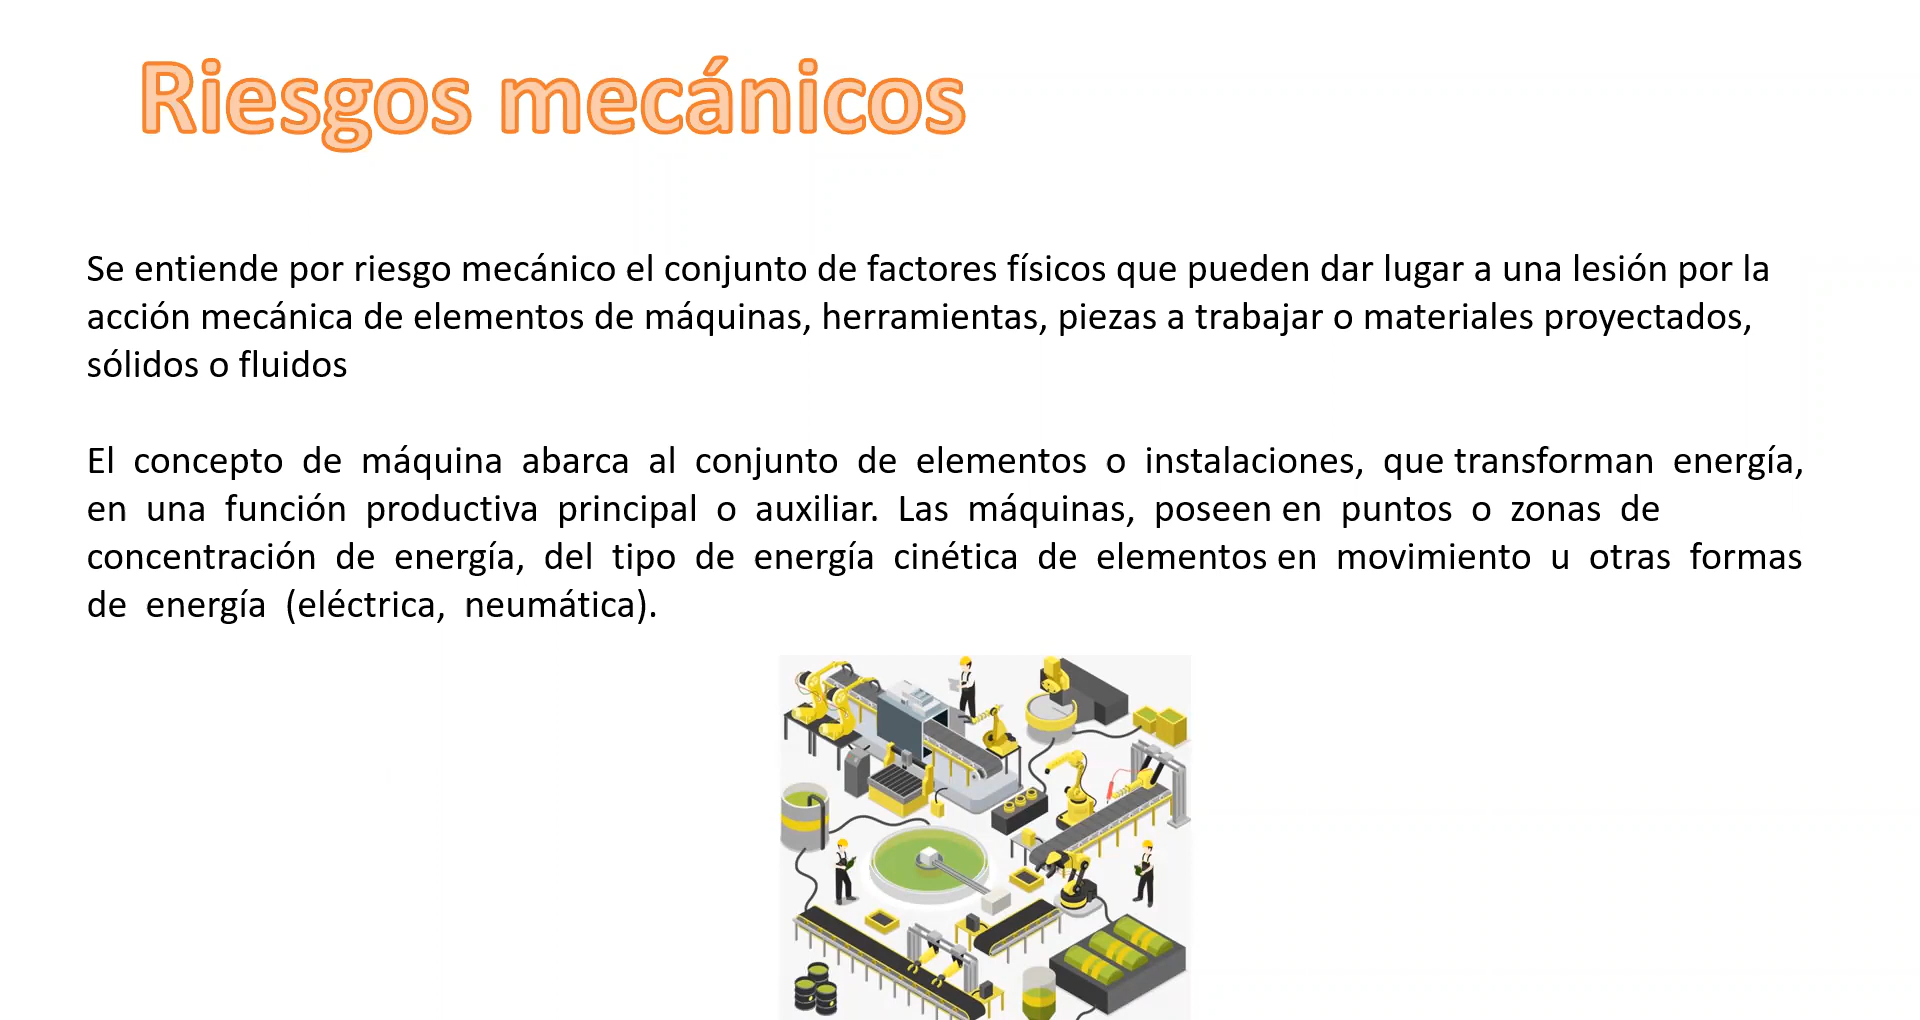 Riesgos mecánicos
Se entiende por riesgo mecánico el conjunto de factores físicos que pueden dar lugar a una lesión por la
acción mecánica de elementos de máquinas, herramientas, piezas a trabajar o materiales proyectados,
sólidos o fluidos
El concepto de máquina abarca al conjunto de elementos o instalaciones, que transforman energía,
en una función productiva principal o auxiliar. Las máquinas, poseen en puntos o zonas de
concentración de energía, del tipo de energía cinética de elementos en movimiento u otras formas
de energía (eléctrica, neumática).